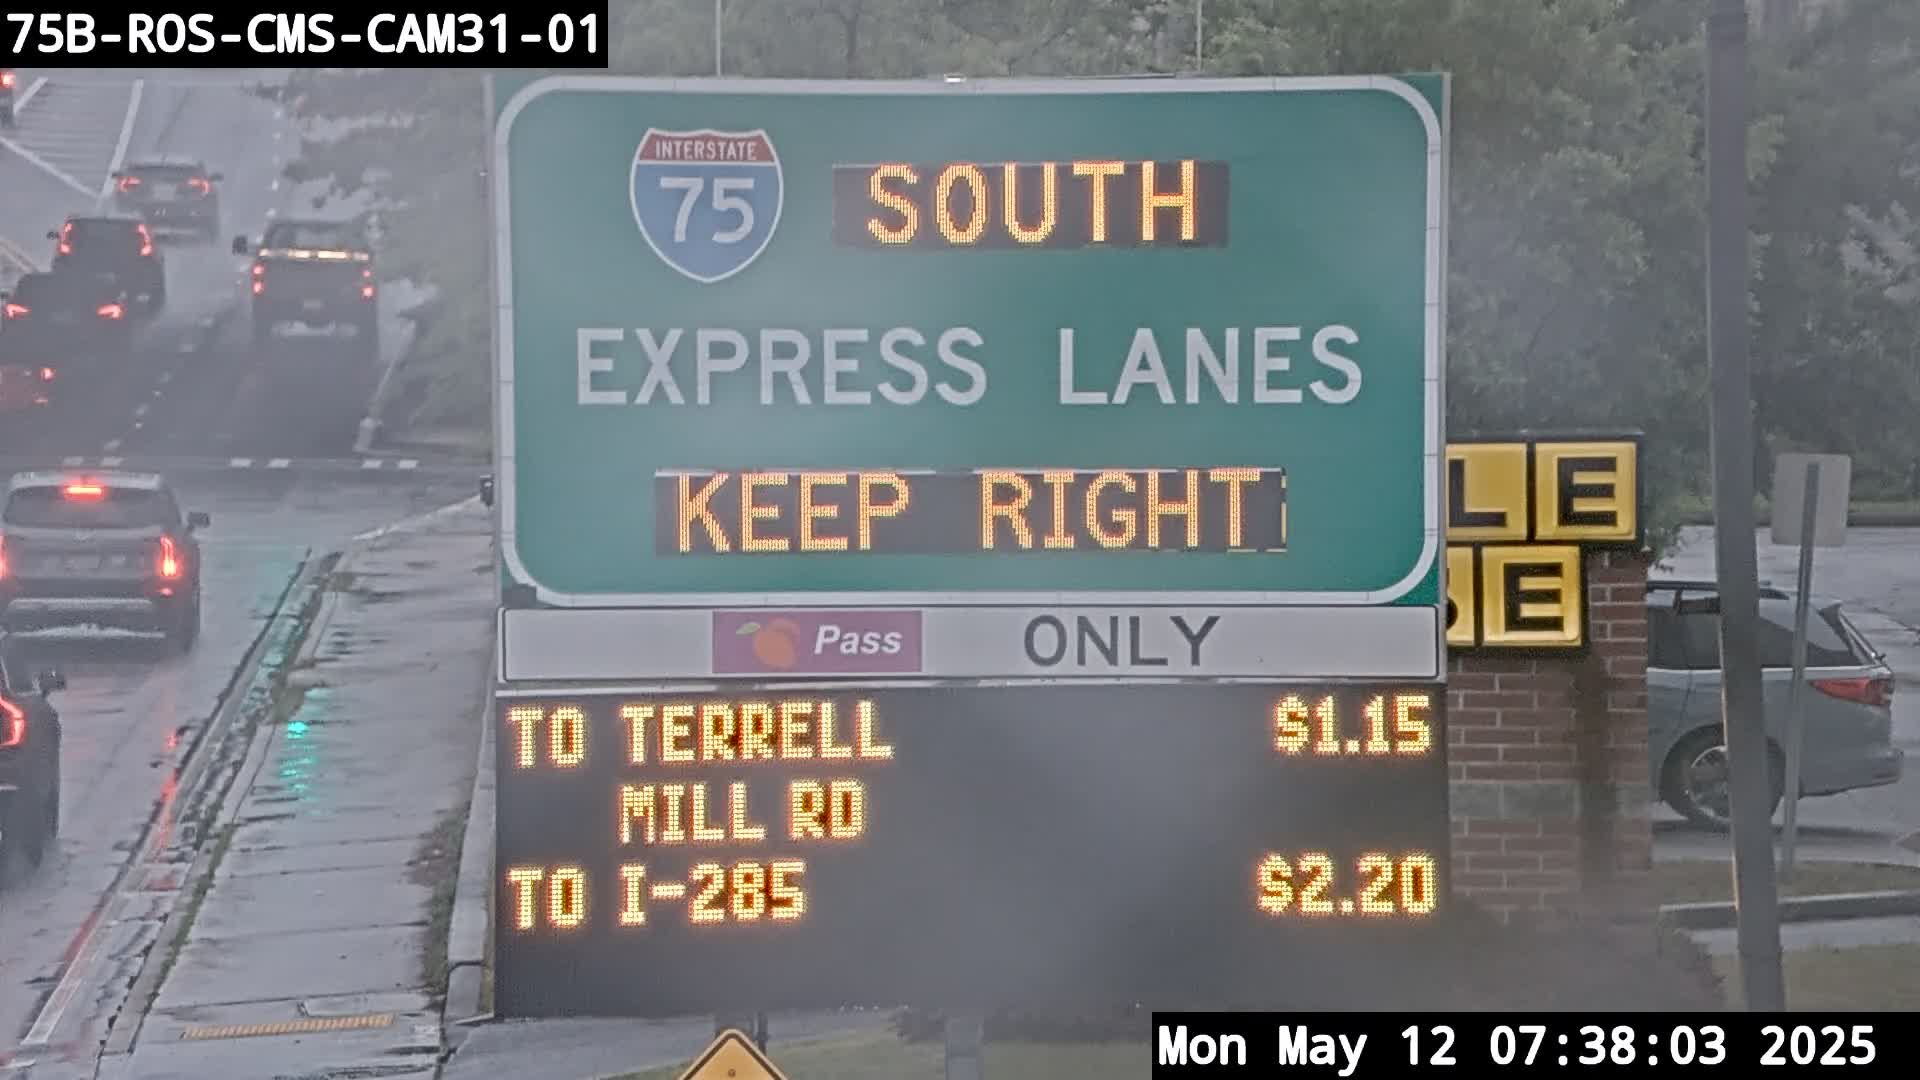 75B-ROS-CMS-CAM31-01
INTERSTATE
75
SOUTH
EXPRESS LANES
KEEP RIGHT
Pass ONLY
TO TERRELL $1.15
MILL RD
TO I-285 $2.20
LE
E
Mon May 12 07:38:03 2025